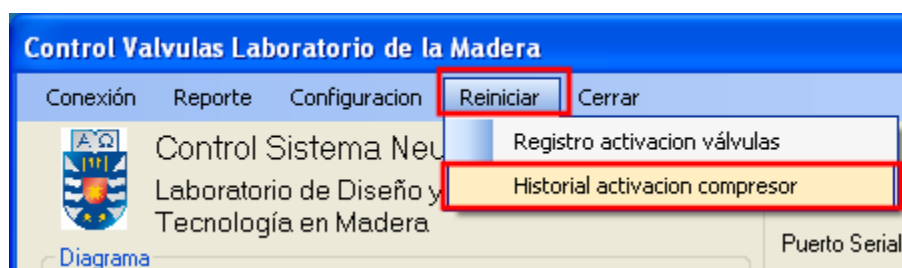 Control Valvulas Laboratorio de la Madera
Conexión Reporte Configuracion Reiniciar Cerrar
Registro activacion válvulas
Historial activacion compresor
A Ω
Control Sistema Neu
Laboratorio de Diseño y
Tecnología en Madera
Diagrama
Puerto Serial